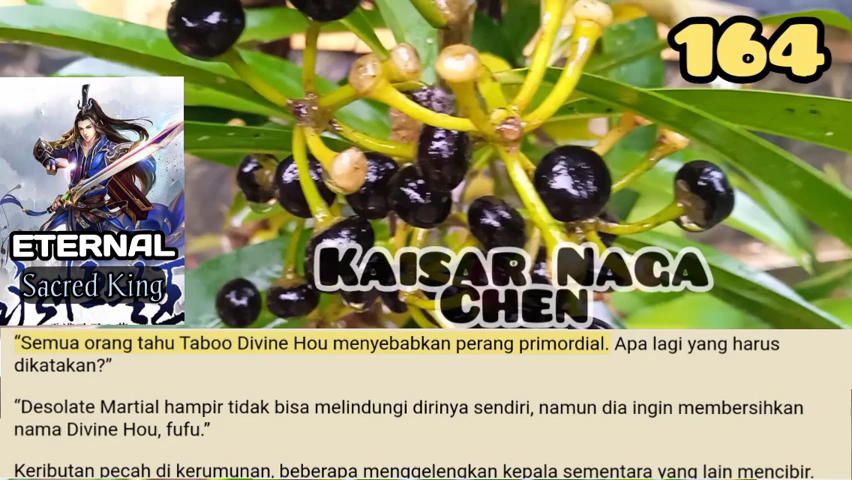 164
ETERNAL
Sacred King
KAISAR NAGA
CHEN
“Semua orang tahu Taboo Divine Hou menyebabkan perang primordial. Apa lagi yang harus
dikatakan?”
“Desolate Martial hampir tidak bisa melindungi dirinya sendiri, namun dia ingin membersihkan
nama Divine Hou, fufu.”
Keributan pecah di kerumunan, beberapa menggelengkan kepala sementara yang lain mencibir.